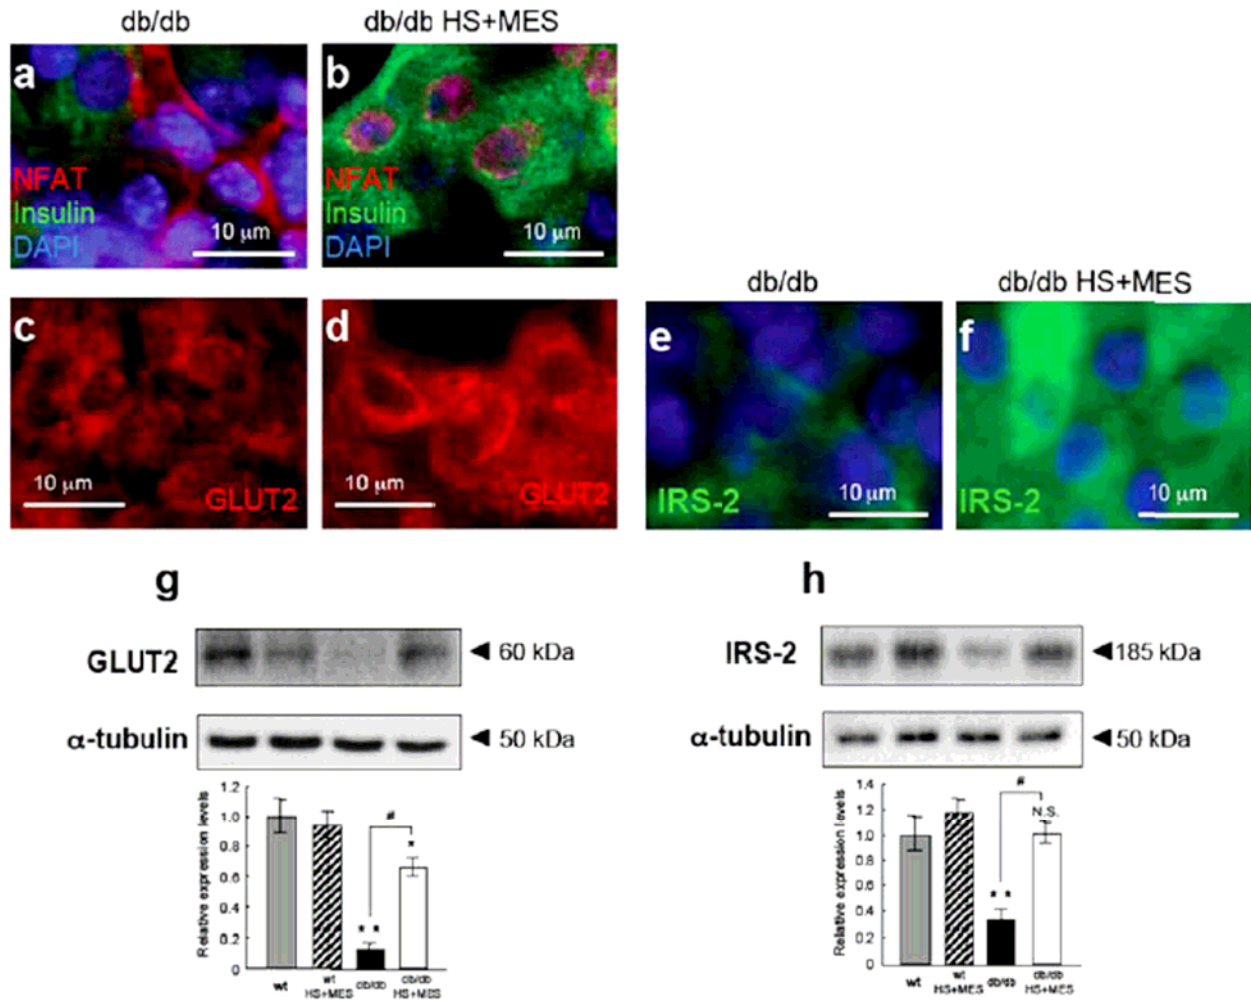 db/db
db/db HS+MES
a
b
NFAT
Insulin
DAPI
10 μm
NFAT
Insulin
DAPI
10 μm
db/db
db/db HS+MES
c
10 μm
GLUT2
d
10 μm
GLUT2
e
IRS-2
10 μm
f
IRS-2
10 μm
g
GLUT2
60 kDa
α-tubulin
50 kDa
Relative expression levels
1.2
1.0
0.8
0.6
0.4
0.2
0
#
*
**
wt
wt HS+MES
db/db
db/db HS+MES
h
IRS-2
185 kDa
α-tubulin
50 kDa
Relative expression levels
1.4
1.2
1.0
0.8
0.6
0.4
0.2
0
#
N.S.
**
wt
wt HS+MES
db/db
db/db HS+MES